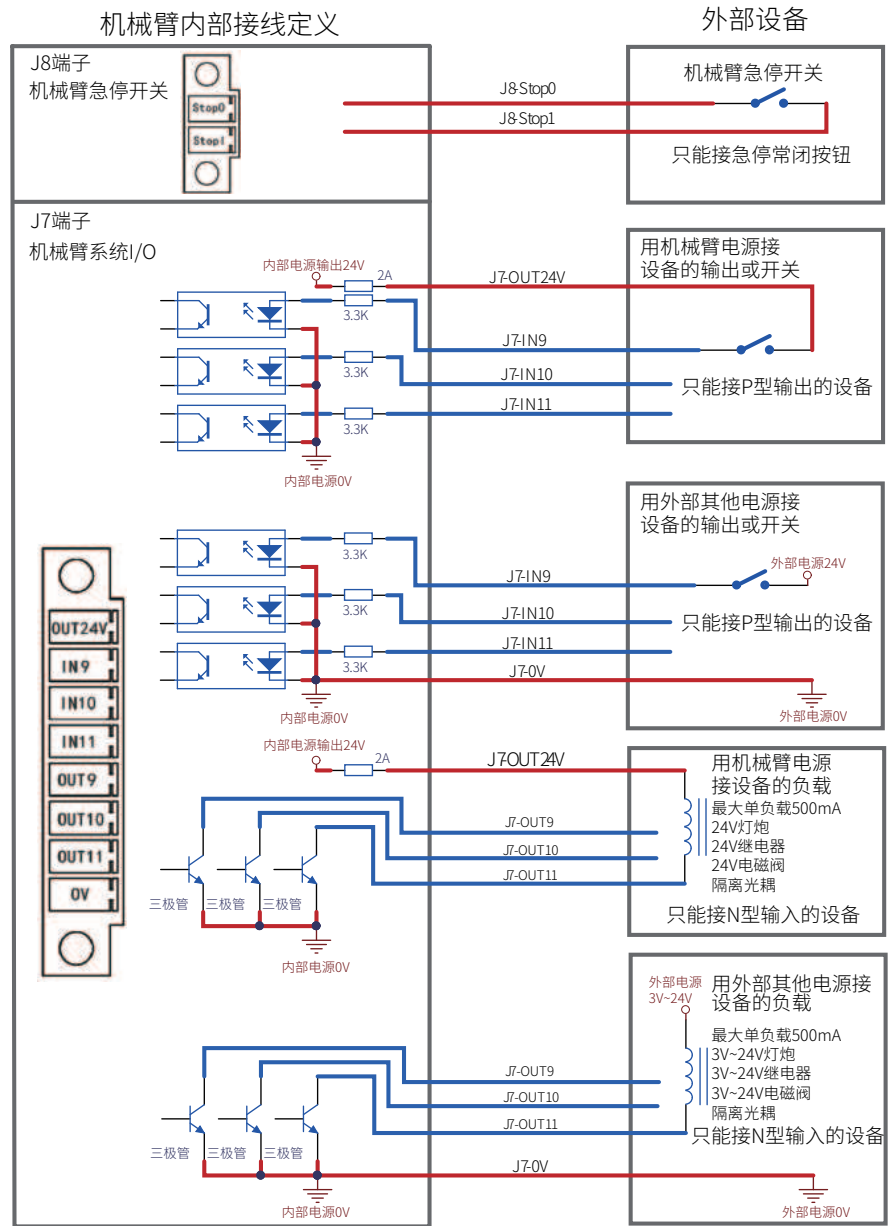 机械臂内部接线定义
外部设备
J8端子
机械臂急停开关
Stop0
Stop1
J8-Stop0
J8-Stop1
机械臂急停开关
只能接急停常闭按钮
J7端子
机械臂系统I/O
内部电源输出24V
2A
3.3K
3.3K
3.3K
内部电源0V
J7-OUT24V
J7-IN9
J7-IN10
J7-IN11
用机械臂电源接
设备的输出或开关
只能接P型输出的设备
OUT24V
IN9
IN10
IN11
OUT9
OUT10
OUT11
0V
3.3K
3.3K
3.3K
内部电源0V
J7-IN9
J7-IN10
J7-IN11
J7-0V
用外部其他电源接
设备的输出或开关
外部电源24V
只能接P型输出的设备
外部电源0V
内部电源输出24V
2A
三极管
三极管
三极管
内部电源0V
J7-OUT24V
J7-OUT9
J7-OUT10
J7-OUT11
用机械臂电源
接设备的负载
最大单负载500mA
24V灯炮
24V继电器
24V电磁阀
隔离光耦
只能接N型输入的设备
三极管
三极管
三极管
内部电源0V
J7-OUT9
J7-OUT10
J7-OUT11
J7-0V
外部电源
3V~24V
用外部其他电源接
设备的负载
最大单负载500mA
3V~24V灯炮
3V~24V继电器
3V~24V电磁阀
隔离光耦
只能接N型输入的设备
外部电源0V